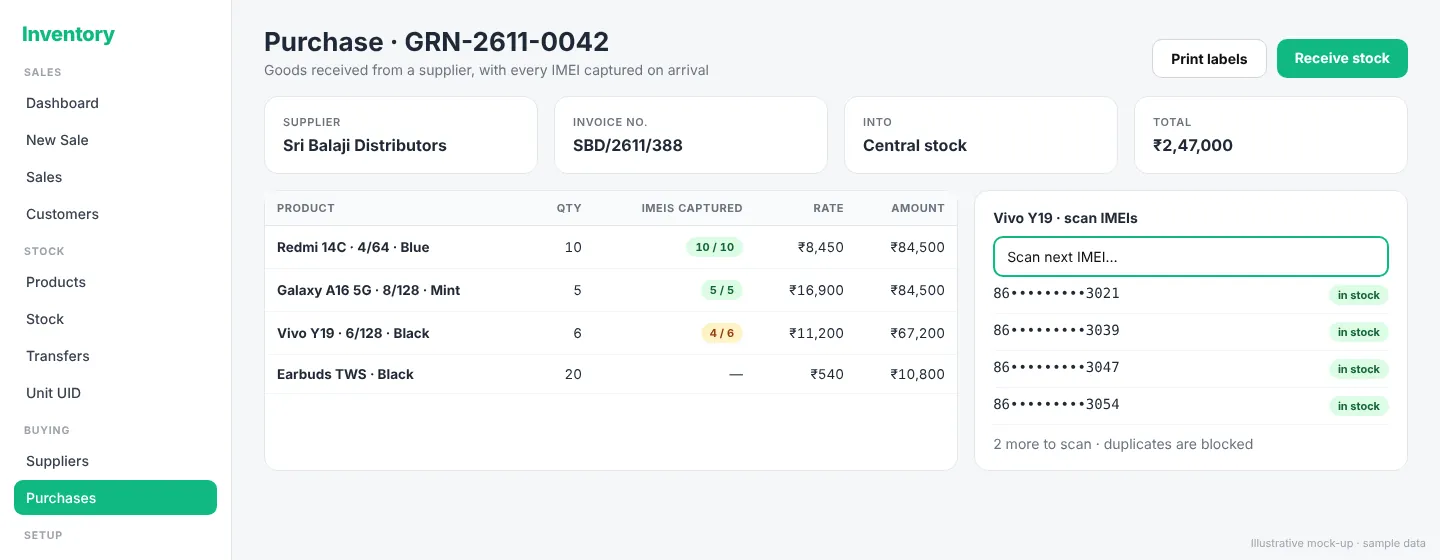 Inventory
SALES
Dashboard
New Sale
Sales
Customers
STOCK
Products
Stock
Transfers
Unit UID
BUYING
Suppliers
Purchases
SETUP
Purchase · GRN-2611-0042
Goods received from a supplier, with every IMEI captured on arrival
Print labels
Receive stock
SUPPLIER
Sri Balaji Distributors
INVOICE NO.
SBD/2611/388
INTO
Central stock
TOTAL
₹2,47,000
PRODUCT QTY IMEIS CAPTURED RATE AMOUNT
Redmi 14C · 4/64 · Blue 10 10 / 10 ₹8,450 ₹84,500
Galaxy A16 5G · 8/128 · Mint 5 5 / 5 ₹16,900 ₹84,500
Vivo Y19 · 6/128 · Black 6 4 / 6 ₹11,200 ₹67,200
Earbuds TWS · Black 20 — ₹540 ₹10,800
Vivo Y19 · scan IMEIs
Scan next IMEI…
86•••••••••3021 in stock
86•••••••••3039 in stock
86•••••••••3047 in stock
86•••••••••3054 in stock
2 more to scan · duplicates are blocked
Illustrative mock-up · sample data